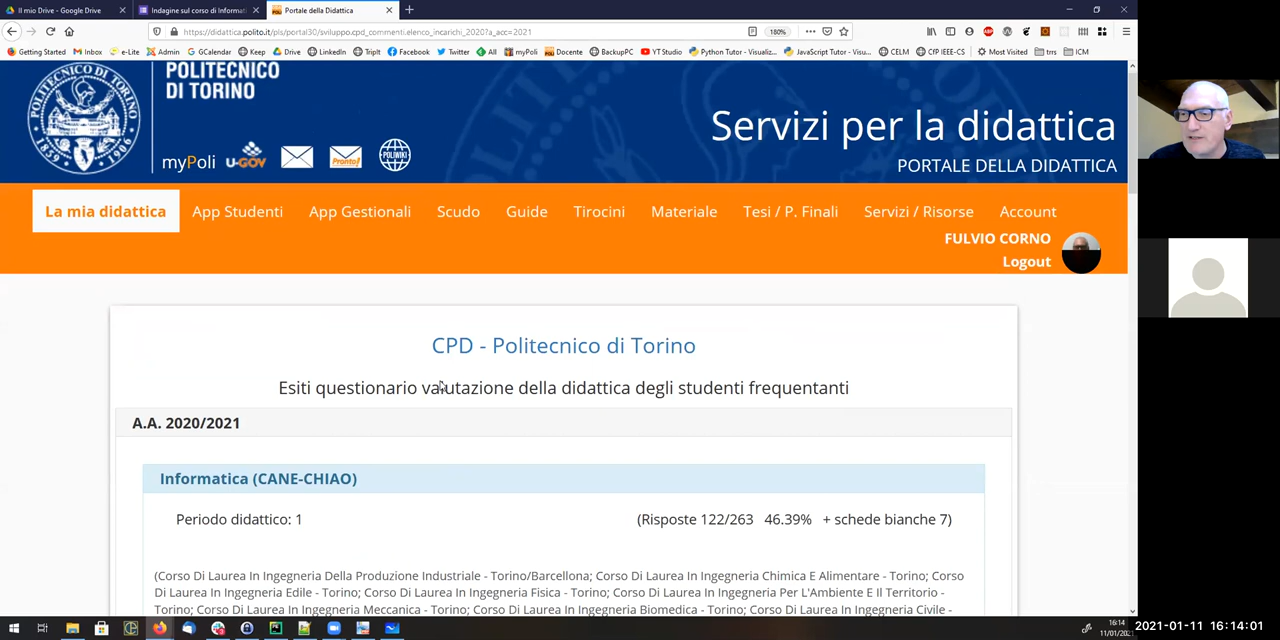 Il mio Drive - Google Drive
Indagine sul corso di Informati
Portale della Didattica
https://didattica.polito.it/pls/portal30/sviluppo.cpd_commenti.elenco_incarichi_2020?a_acc=2021
180%
Getting Started Inbox e-Lite Admin GCalendar Keep Drive LinkedIn TripIt Facebook Twitter All myPoli Docente BackupPC YT Studio Python Tutor - Visualiz... JavaScript Tutor - Visu... CELM CfP IEEE-CS Most Visited trrs ICM
POLITECNICO
DI TORINO
myPoli U-GOV Pronto! POLIWIKI
Servizi per la didattica
PORTALE DELLA DIDATTICA
La mia didattica App Studenti App Gestionali Scudo Guide Tirocini Materiale Tesi / P. Finali Servizi / Risorse Account
FULVIO CORNO
Logout
CPD - Politecnico di Torino
Esiti questionario valutazione della didattica degli studenti frequentanti
A.A. 2020/2021
Informatica (CANE-CHIAO)
Periodo didattico: 1 (Risposte 122/263 46.39% + schede bianche 7)
(Corso Di Laurea In Ingegneria Della Produzione Industriale - Torino/Barcellona; Corso Di Laurea In Ingegneria Chimica E Alimentare - Torino; Corso
Di Laurea In Ingegneria Edile - Torino; Corso Di Laurea In Ingegneria Fisica - Torino; Corso Di Laurea In Ingegneria Per L'Ambiente E Il Territorio -
Torino; Corso Di Laurea In Ingegneria Meccanica - Torino; Corso Di Laurea In Ingegneria Biomedica - Torino; Corso Di Laurea In Ingegneria Civile -
16:14
2021-01-11 16:14:01